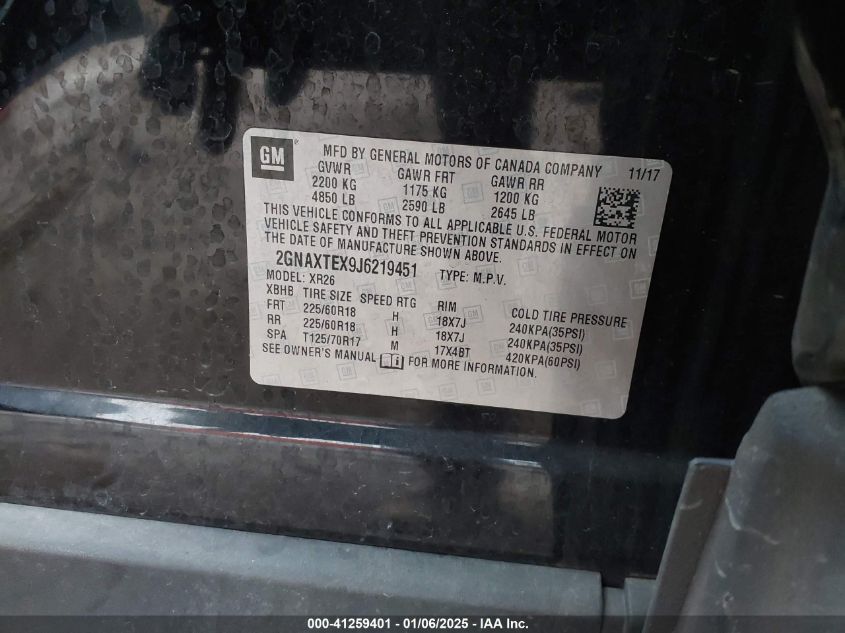 GM
MFD BY GENERAL MOTORS OF CANADA COMPANY 11/17
GVWR GAWR FRT GAWR RR
2200 KG 1175 KG 1200 KG
4850 LB 2590 LB 2645 LB
THIS VEHICLE CONFORMS TO ALL APPLICABLE U.S. FEDERAL MOTOR
VEHICLE SAFETY AND THEFT PREVENTION STANDARDS IN EFFECT ON
THE DATE OF MANUFACTURE SHOWN ABOVE.
2GNAXTEX9J6219451 TYPE: M.P.V.
MODEL: XR26
XBHB TIRE SIZE SPEED RTG RIM COLD TIRE PRESSURE
FRT 225/60R18 H 18X7J 240KPA(35PSI)
RR 225/60R18 H 18X7J 240KPA(35PSI)
SPA T125/70R17 M 17X4BT 420KPA(60PSI)
SEE OWNER'S MANUAL FOR MORE INFORMATION.
000-41259401 - 01/06/2025 - IAAI.com